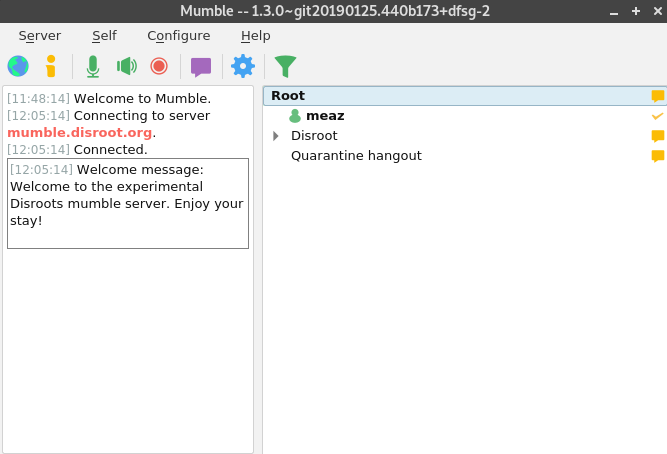 Mumble -- 1.3.0~git20190125.440b173+dfsg-2
Server Self Configure Help
[11:48:14] Welcome to Mumble.
[12:05:14] Connecting to server
mumble.disroot.org.
[12:05:14] Connected.
[12:05:14] Welcome message:
Welcome to the experimental
Disroots mumble server. Enjoy your
stay!
Root
meaz
Disroot
Quarantine hangout